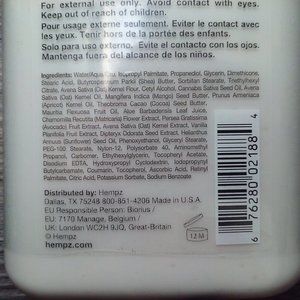 For external use only. Avoid contact with eyes.
Keep out of reach of children.
Pour usage externe seulement. Eviter le contact avec
les yeux. Tenir hors de la portée des enfants.
Solo para uso externo. Evite el contacto con los ojos.
Mantenga fuera del alcance de los niños.
Ingredients: Water/Aqua/Eau, Isopropyl Palmitate, Propanediol, Glycerin, Dimethicone,
Stearic Acid, Butyrospermum Parkii (Shea) Butter, Sorbitan Stearate, Triethylhexyl
Citrate, Avena Sativa (Oat) Kernel Flour, Cetyl Alcohol, Cannabis Sativa Seed Oil, Avena
Sativa (Oat) Kernel Oil, Mangifera Indica (Mango) Seed Butter, Prunus Armeniaca
(Apricot) Kernel Oil, Theobroma Cacao (Cocoa) Seed Butter,
Mauritia Flexuosa Fruit Oil, Aloe Barbadensis Leaf Juice,
Chamomilla Recutita (Matricaria) Flower Extract, Persea Gratissima
(Avocado) Fruit Extract, Avena Sativa (Oat) Kernel Extract, Vanilla
Planifolia Fruit Extract, Extract, Helianthus
Annuus (Sunflower) Seed Oil, Phenoxyethanol, Glyceryl Stearate,
PEG-100 Stearate, Nylon-12, Polysorbate 40, Aminomethyl
Propanol, Carbomer, Ethylhexylglycerin, Tocopheryl Acetate,
Disodium EDTA, Hydroxypropyl Cyclodextrin, Iodopropynyl
Butylcarbamate, Coumarin, Tocopherol, Ascorbic Acid, Retinyl
Palmitate, Citric Acid, Potassium Sorbate, Sodium Benzoate
Distributed by: Hempz
Dallas, TX 75248 800-851-4206 Made in U.S.A.
EU Responsible Person: Biorius /
EU: 7170 Manage, Belgium /
UK: London WC2H 9JQ, Great-Britain
© Hempz
hempz.com
12 M
6 76280 02188 4